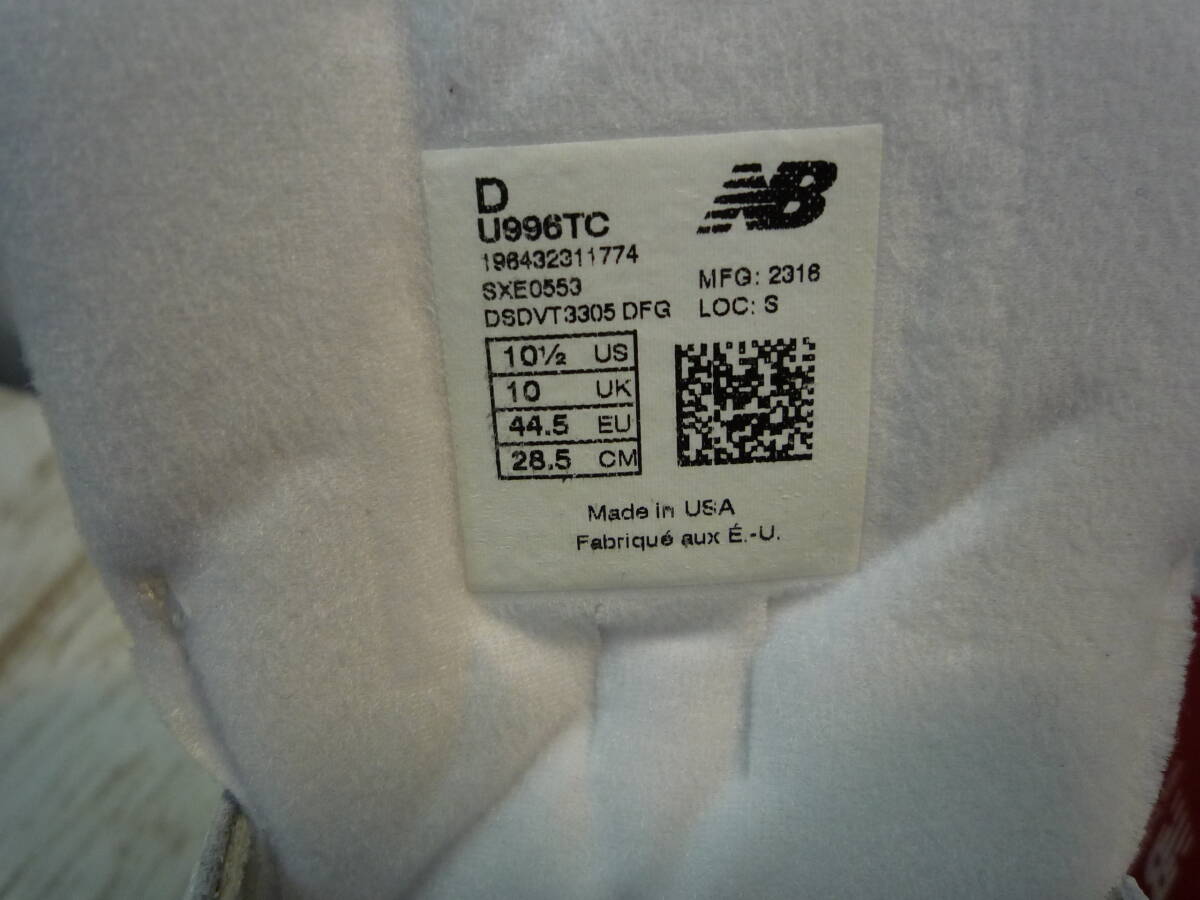 D
NB
U996TC
196432311774
SXE0553
MFG: 2316
DSDVT3305 DFG
LOC: S
10½ US
10 UK
44.5 EU
28.5 CM
Made in USA
Fabriqué aux É.-U.